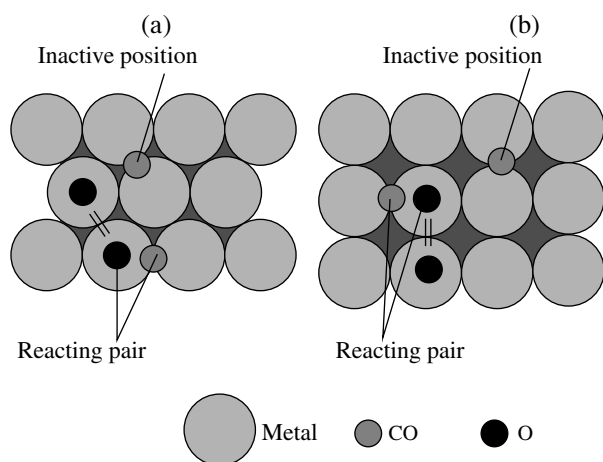 (a)
Inactive position
Reacting pair
(b)
Inactive position
Reacting pair
Metal
CO
O